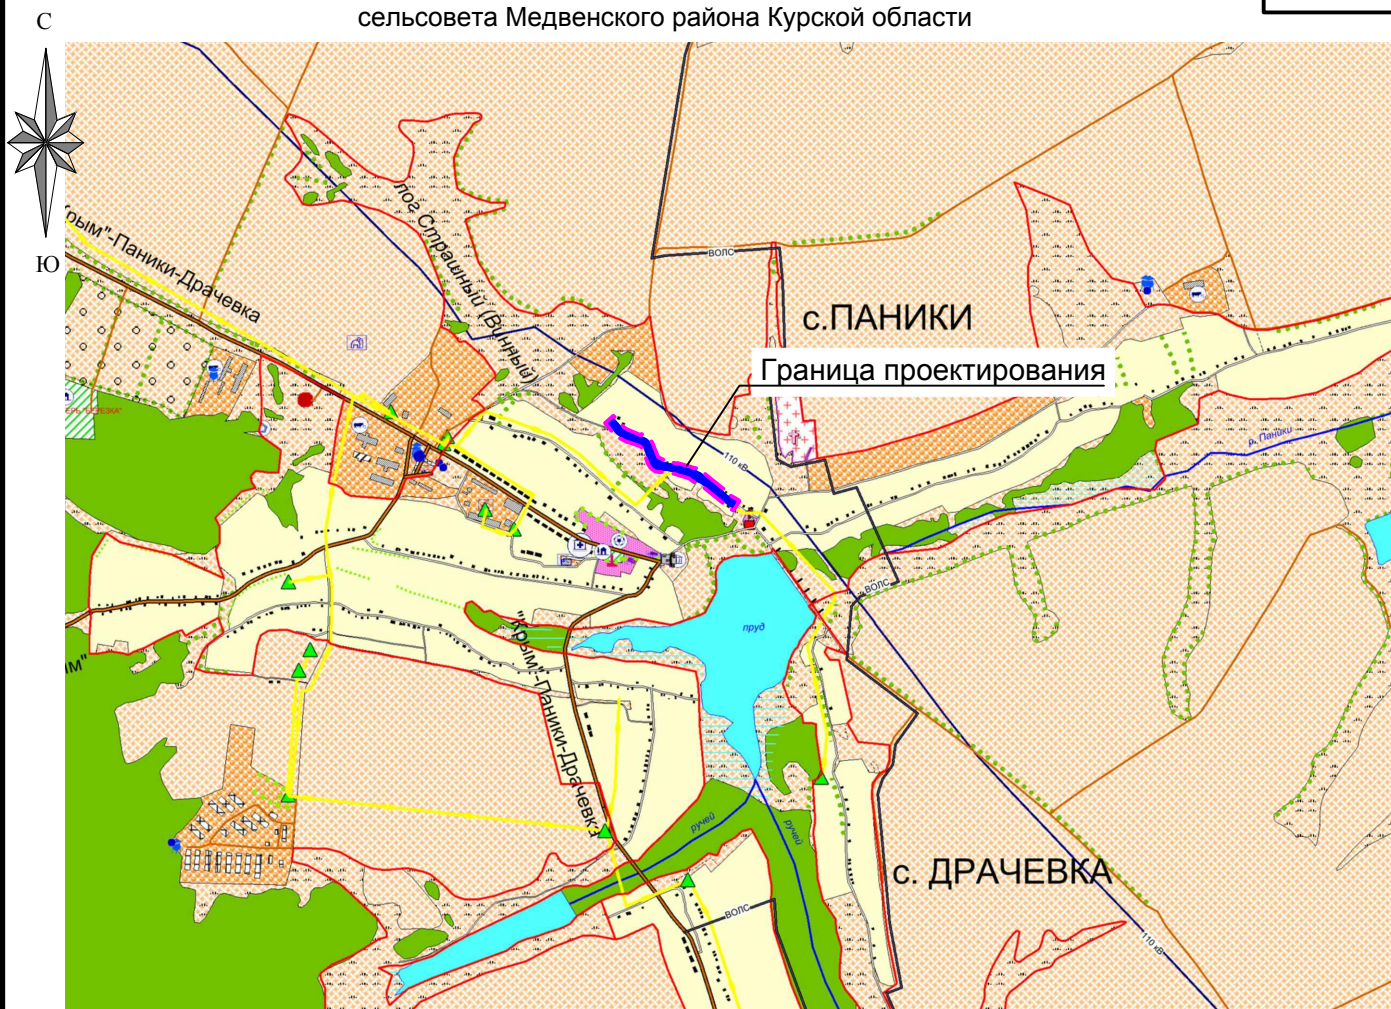 сельсовета Медвенского района Курской области
С
Ю
Крым"-Паники-Драчевка
лог Страшный (Винный)
ВОЛС
с.ПАНИКИ
Граница проектирования
110 кВ
р. Паники
ВОЛС
пруд
"Крым"-Паники-Драчевка
ЫМ"
ручей
ручей
с. ДРАЧЕВКА
ВОЛС
110 кВ